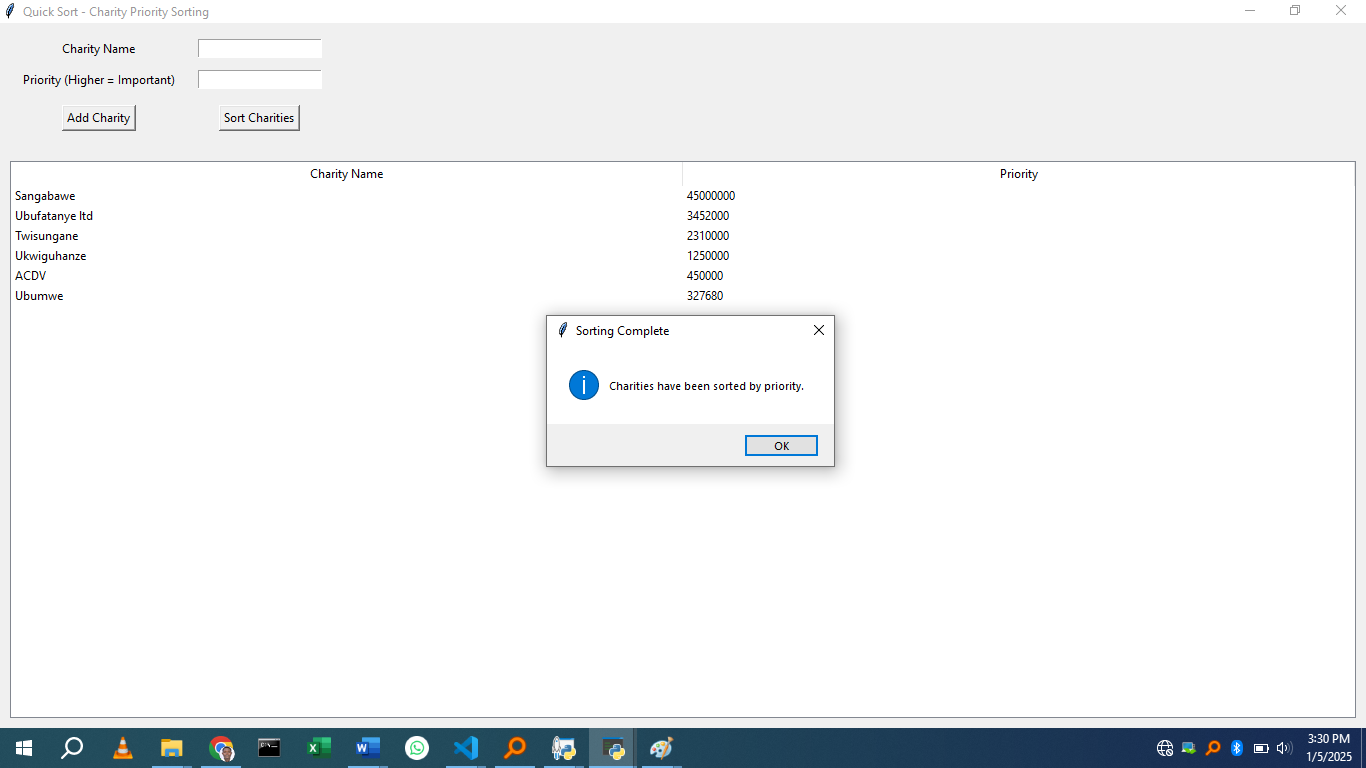 Quick Sort - Charity Priority Sorting
Charity Name
Priority (Higher = Important)
Add Charity Sort Charities
Charity Name Priority
Sangabawe 45000000
Ubufatanye ltd 3452000
Twisungane 2310000
Ukwiguhanze 1250000
ACDV 450000
Ubumwe 327680
Sorting Complete
Charities have been sorted by priority.
OK
3:30 PM
1/5/2025